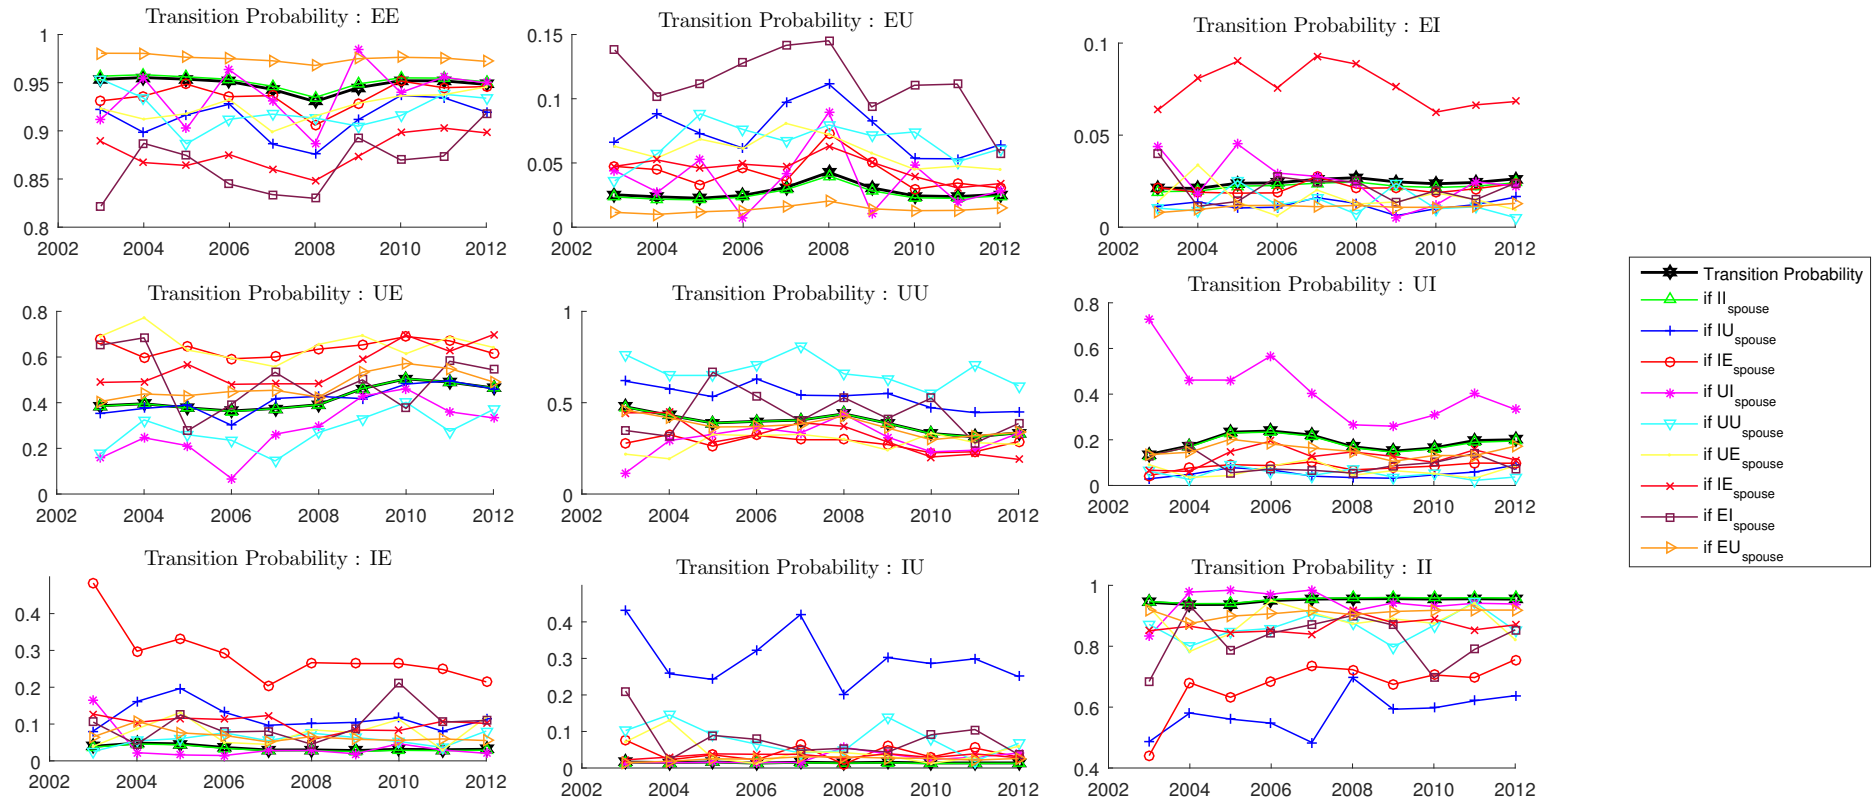 Transition Probability : EE
1
0.95
0.9
0.85
0.8
2002 2004 2006 2008 2010 2012
Transition Probability : EU
0.15
0.1
0.05
0
2002 2004 2006 2008 2010 2012
Transition Probability : EI
0.1
0.05
0
2002 2004 2006 2008 2010 2012
Transition Probability : UE
0.8
0.6
0.4
0.2
0
2002 2004 2006 2008 2010 2012
Transition Probability : UU
1
0.5
0
2002 2004 2006 2008 2010 2012
Transition Probability : UI
0.8
0.6
0.4
0.2
0
2002 2004 2006 2008 2010 2012
Transition Probability : IE
0.4
0.3
0.2
0.1
0
2002 2004 2006 2008 2010 2012
Transition Probability : IU
0.4
0.3
0.2
0.1
0
2002 2004 2006 2008 2010 2012
Transition Probability : II
1
0.8
0.6
0.4
2002 2004 2006 2008 2010 2012
Transition Probability
if II spouse
if IU spouse
if IE spouse
if UI spouse
if UU spouse
if UE spouse
if IE spouse
if EI spouse
if EU spouse